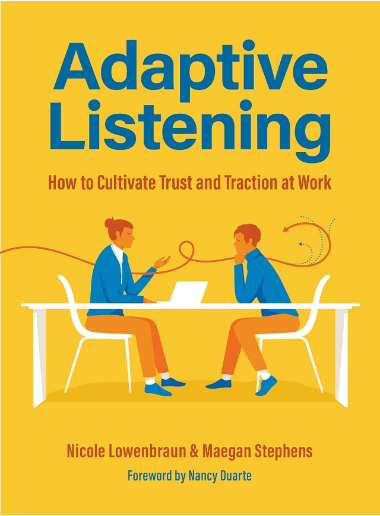 Adaptive
Listening
How to Cultivate Trust and Traction at Work
Nicole Lowenbraun & Maegan Stephens
Foreword by Nancy Duarte